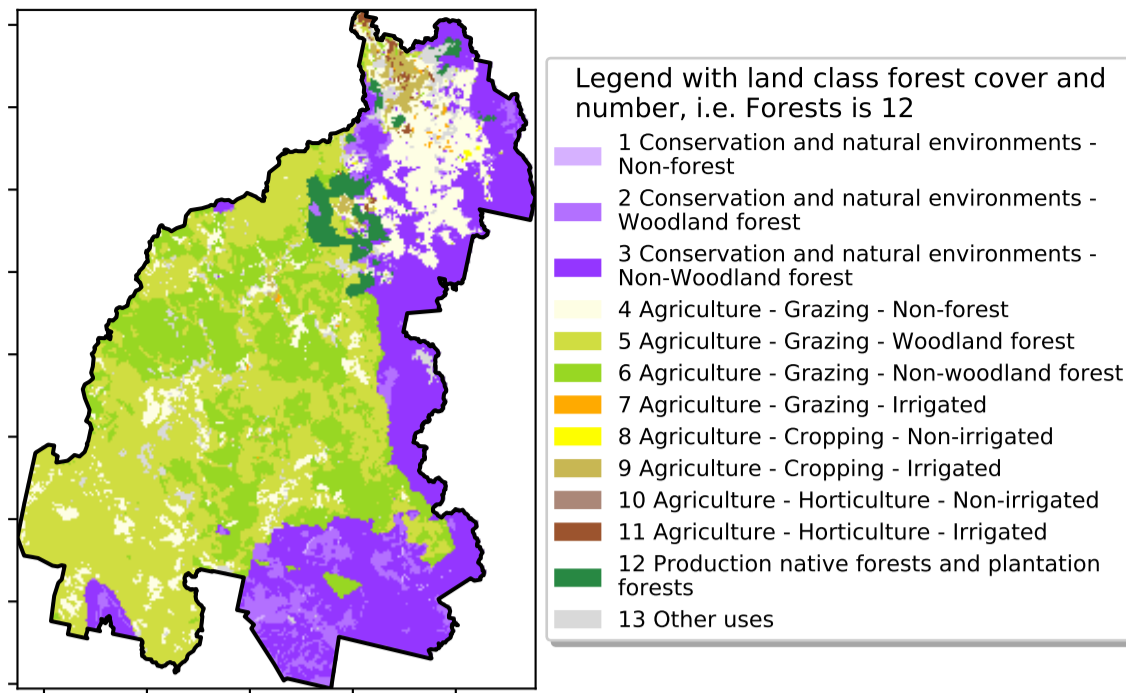 Legend with land class forest cover and
number, i.e. Forests is 12
1 Conservation and natural environments -
Non-forest
2 Conservation and natural environments -
Woodland forest
3 Conservation and natural environments -
Non-Woodland forest
4 Agriculture - Grazing - Non-forest
5 Agriculture - Grazing - Woodland forest
6 Agriculture - Grazing - Non-woodland forest
7 Agriculture - Grazing - Irrigated
8 Agriculture - Cropping - Non-irrigated
9 Agriculture - Cropping - Irrigated
10 Agriculture - Horticulture - Non-irrigated
11 Agriculture - Horticulture - Irrigated
12 Production native forests and plantation
forests
13 Other uses